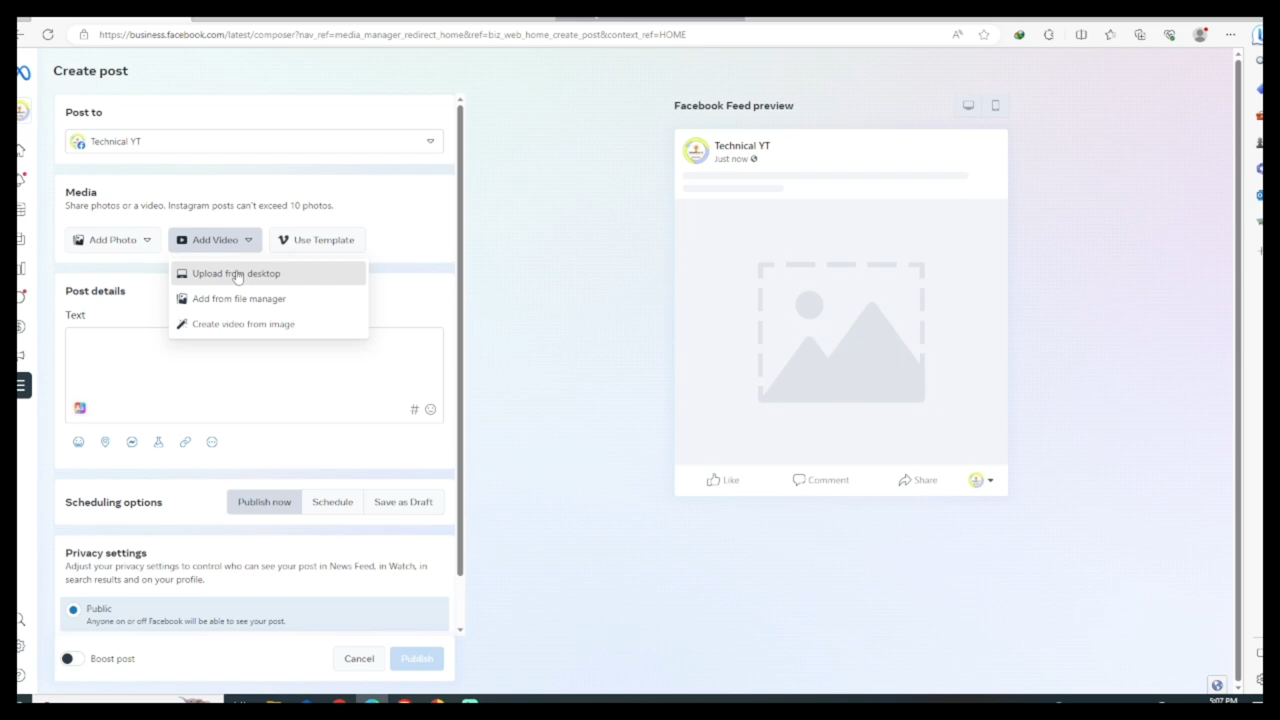 https://business.facebook.com/latest/composer?nav_ref=media_manager_redirect_home&ref=biz_web_home_create_post&context_ref=HOME
Create post
Post to
Technical YT
Media
Share photos or a video. Instagram posts can't exceed 10 photos.
Add Photo
Add Video
Use Template
Upload from desktop
Add from file manager
Create video from image
Post details
Text
Scheduling options
Publish now
Schedule
Save as Draft
Privacy settings
Adjust your privacy settings to control who can see your post in News Feed, in Watch, in
search results and on your profile.
Public
Anyone on or off Facebook will be able to see your post.
Boost post
Cancel
Publish
Facebook Feed preview
Technical YT
Just now
Like
Comment
Share
5:07 PM